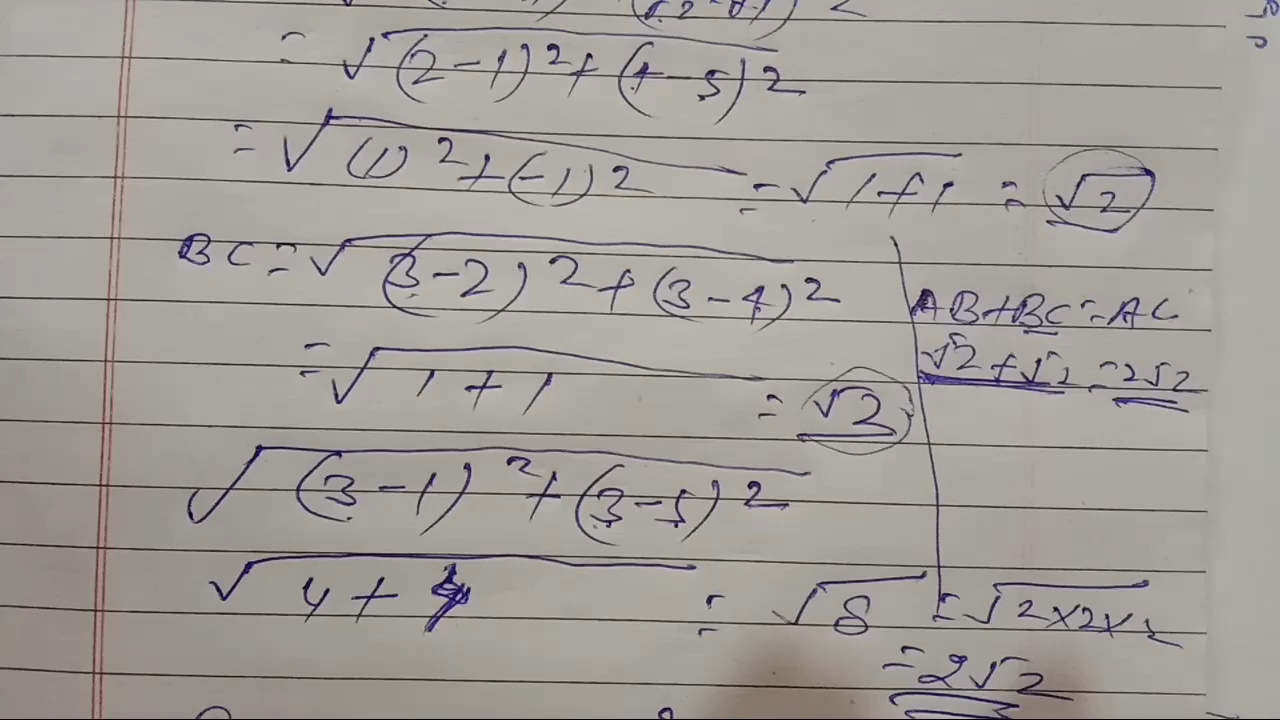 = √(2-1)²+(4-5)²
= √(1)²+(-1)² = √1+1 = √2
BC = √(3-2)²+(3-4)²
= √1+1 = √2
AB+BC = AC
√2+√2 = 2√2
√(3-1)²+(3-5)²
√4+4 = √8 = √2×2×2
= 2√2